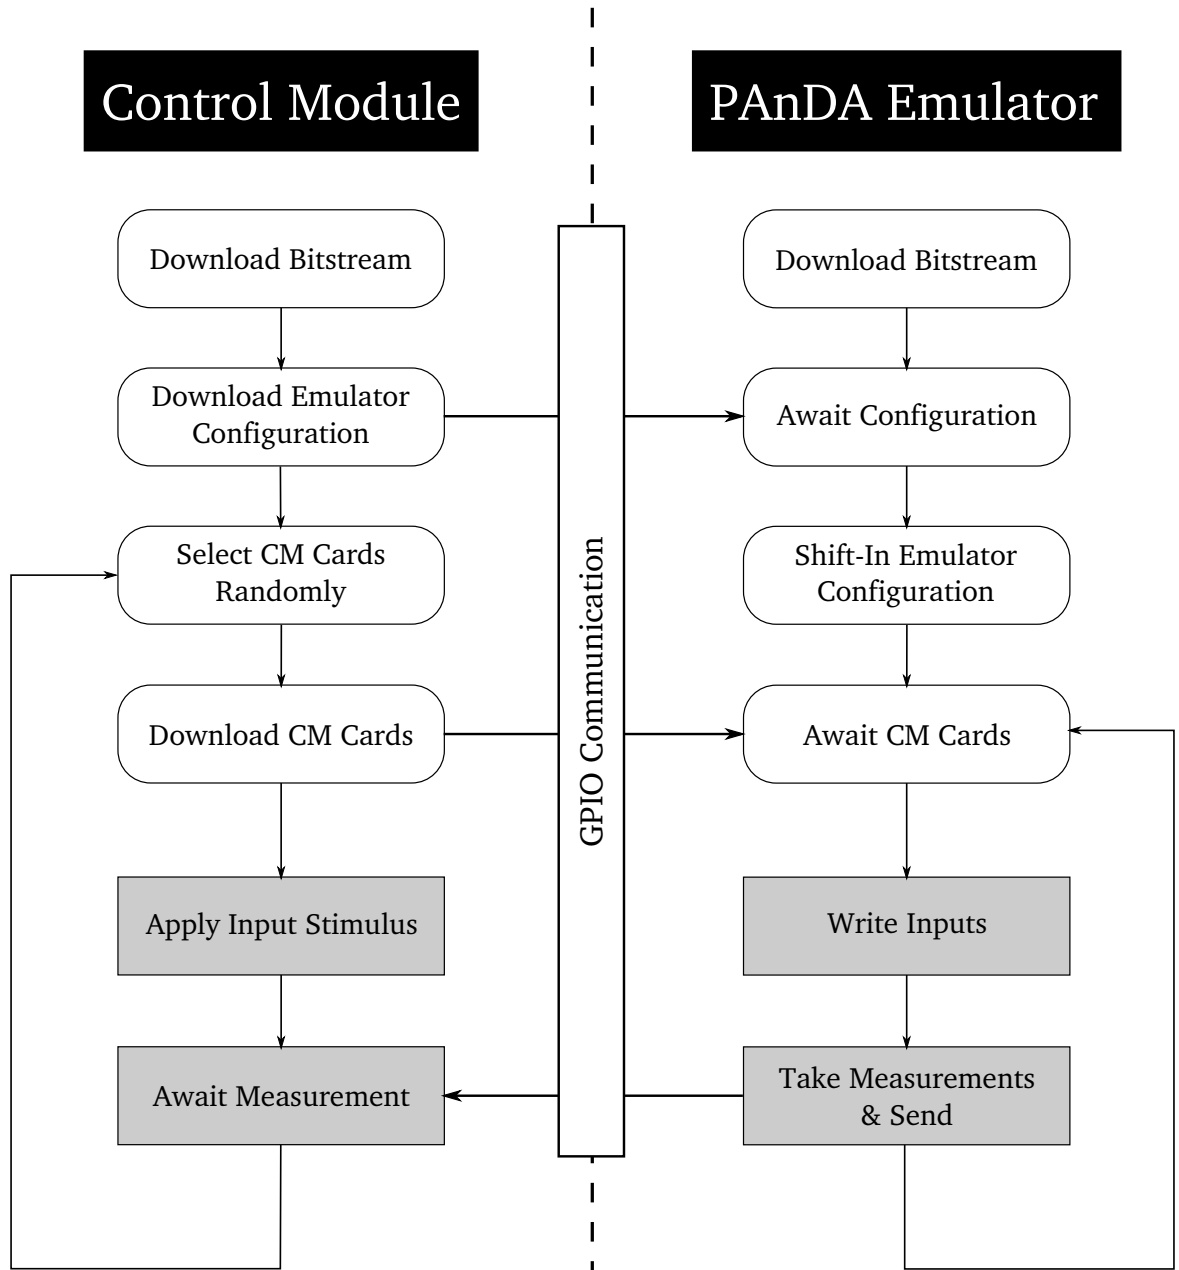 Control Module
PAnDA Emulator
Download Bitstream
Download Bitstream
Download Emulator
Configuration
Await Configuration
Select CM Cards
Randomly
Shift-In Emulator
Configuration
GPIO Communication
Download CM Cards
Await CM Cards
Apply Input Stimulus
Write Inputs
Await Measurement
Take Measurements
& Send